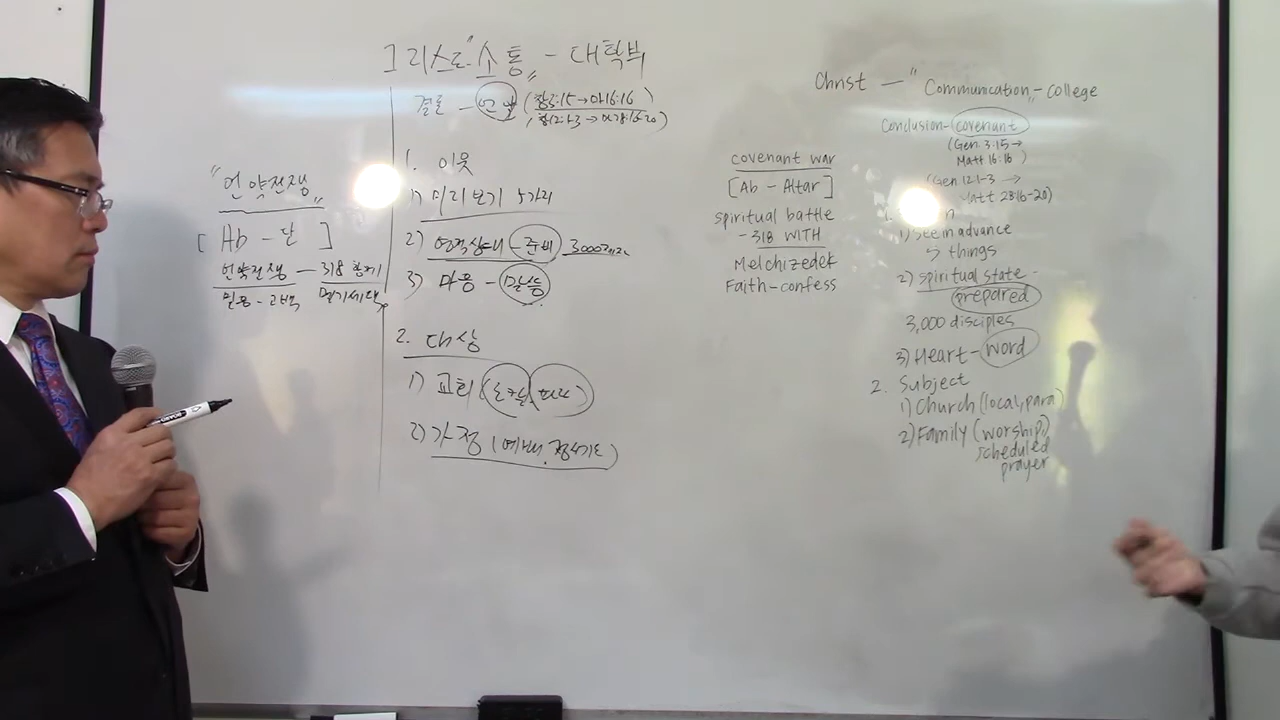 그리스도 "소통" - 대학부
결론 - 언약 (창3:15 → 마16:16)
(창12:1-3 → 마28:16-20)
1. 이웃
1) 미리 보기 5가지
2) 영적상태 - 준비 3000제자
3) 마음 - 말씀
2. 대상
1) 교회 (
2) 가정 (예배, 정시기도)
"언약전쟁"
[ Ab - 단 ]
언약전쟁 - 318 함께
믿음 - 고백 멜기세덱
Christ - "Communication" - college
Conclusion - covenant
(Gen 3:15 →
Matt 16:16)
(Gen 12:1-3 →
Matt 28:16-20)
1.
1) See in advance
5 things
2) spiritual state -
prepared
3,000 disciples
3) Heart - word
2. Subject
1) Church (local, para)
2) Family (worship,
scheduled
prayer
covenant war
[Ab - Altar]
spiritual battle
- 318 WITH
Melchizedek
Faith - confess
BOARD